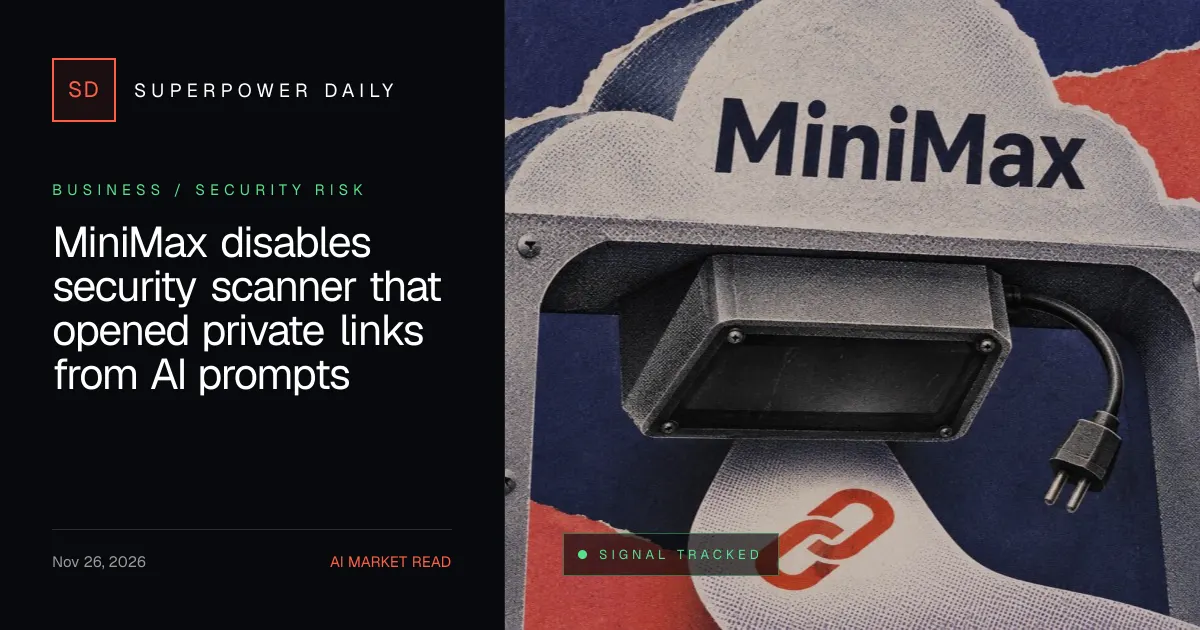 SD
SUPERPOWER DAILY
BUSINESS / SECURITY RISK
MiniMax disables
security scanner that
opened private links
from AI prompts
Nov 26, 2026
AI MARKET READ
MiniMax
SIGNAL TRACKED